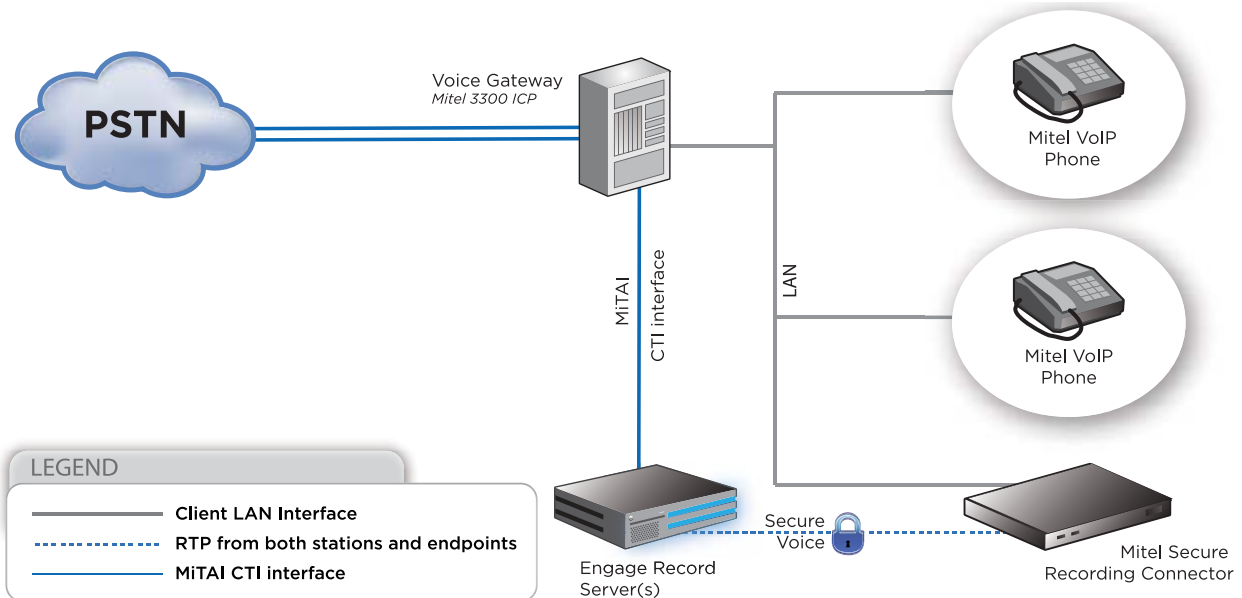 PSTN
Voice Gateway
Mitel 3300 ICP
Mitel VoIP
Phone
MiTAI
CTI interface
LAN
Mitel VoIP
Phone
LEGEND
Client LAN Interface
RTP from both stations and endpoints
MiTAI CTI interface
Engage Record
Server(s)
Secure
Voice
Mitel Secure
Recording Connector